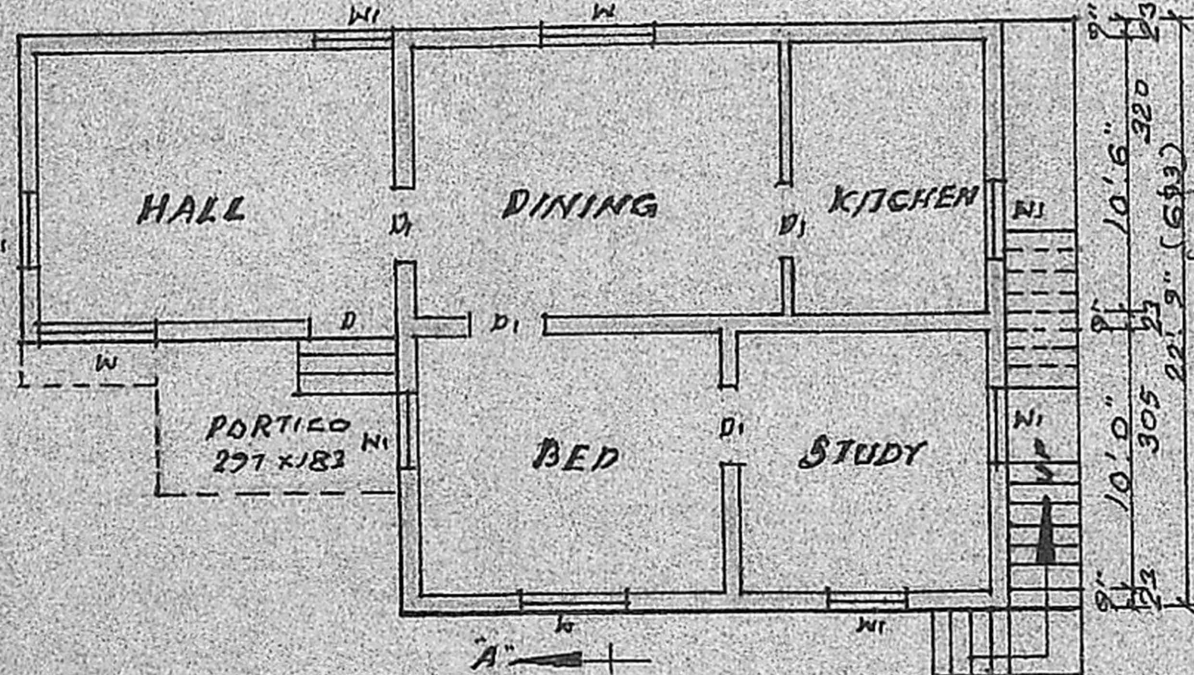 W1
W
HALL
D1
DINING
D1
KITCHEN
W1
D
D1
W
PORTICO
297 x 183
W1
BED
D1
STUDY
W1
UP
W
W1
"A"
9"
23
10'6"
320
9"
23
22'9" (693)
10'0"
305
9"
23